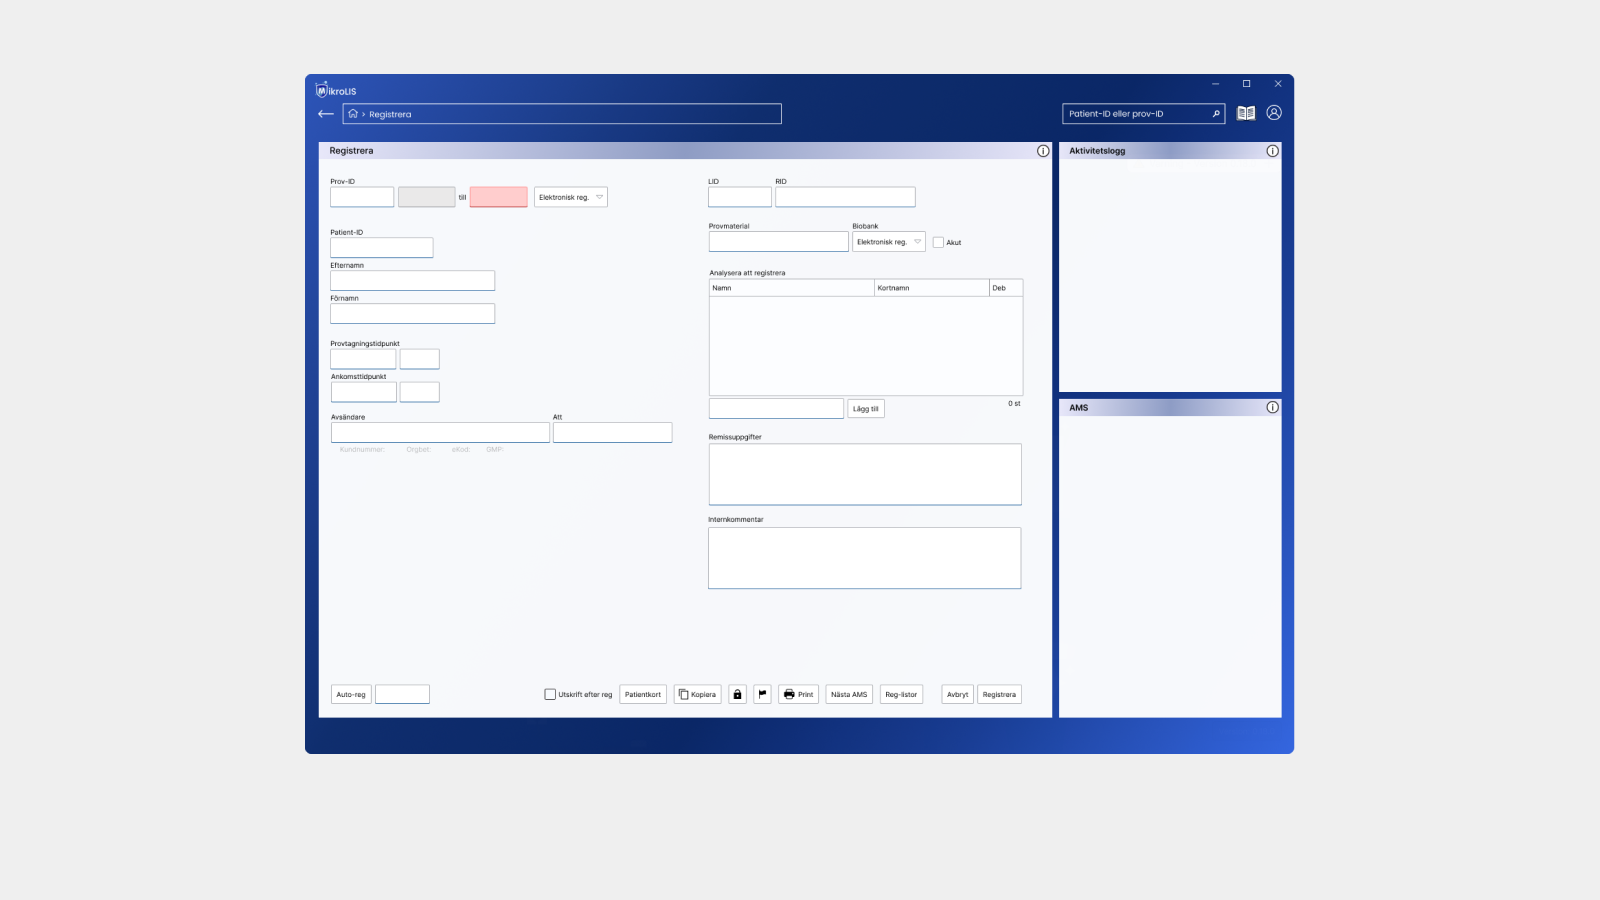 MikroLIS
Registrera
Patient-ID eller prov-ID
Registrera
Aktivitetslogg
Prov-ID
till
Elektronisk reg.
LID
RID
Patient-ID
Provmaterial
Biobank
Elektronisk reg.
Akut
Efternamn
Förnamn
Analysera att registrera
Namn
Kortnamn
Deb
Provtagningstidpunkt
Ankomsttidpunkt
Lägg till
0 st
AMS
Avsändare
Att
Kundnummer:
Orgbet:
eKod:
GMP:
Remissuppgifter
Internkommentar
Auto-reg
Utskrift efter reg
Patientkort
Kopiera
Print
Nästa AMS
Reg-listor
Avbryt
Registrera